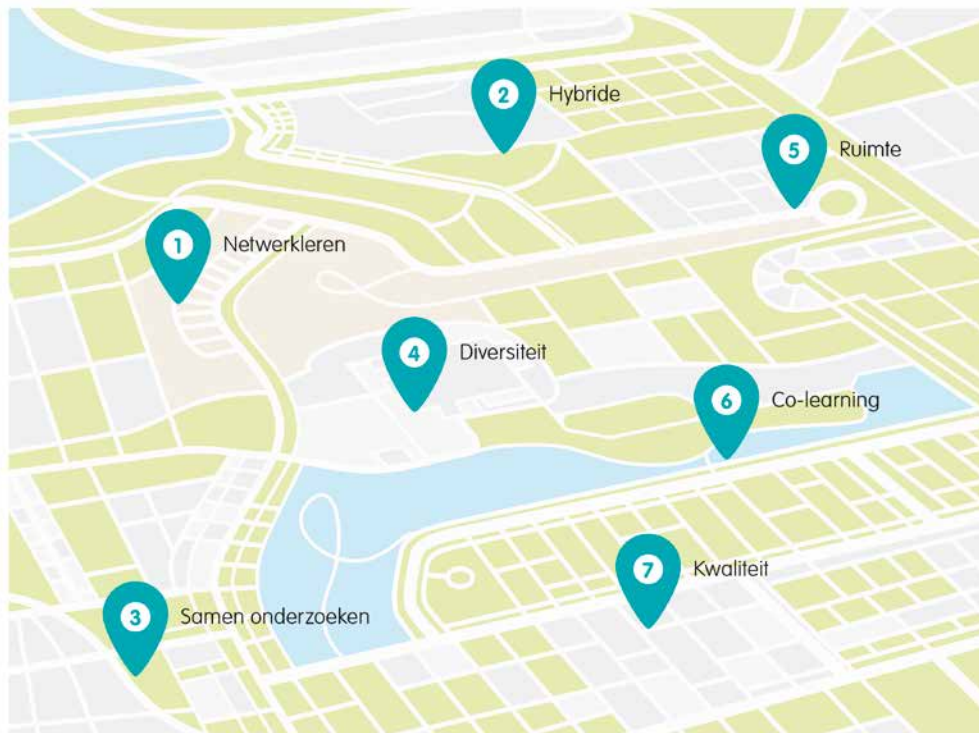 1 Netwerkleren
2 Hybride
3 Samen onderzoeken
4 Diversiteit
5 Ruimte
6 Co-learning
7 Kwaliteit